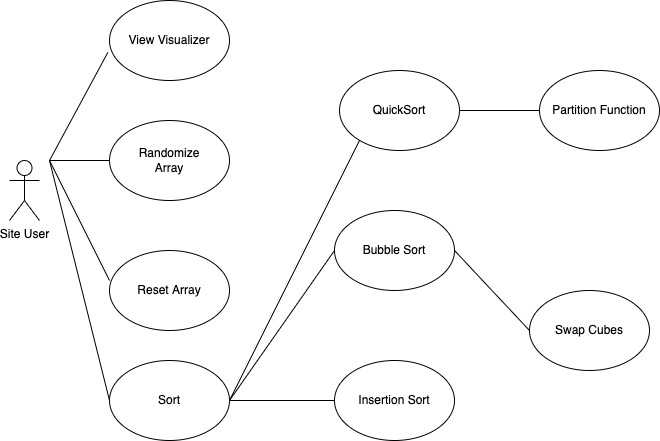 View Visualizer
Randomize
Array
Site User
Reset Array
Sort
QuickSort
Partition Function
Bubble Sort
Swap Cubes
Insertion Sort